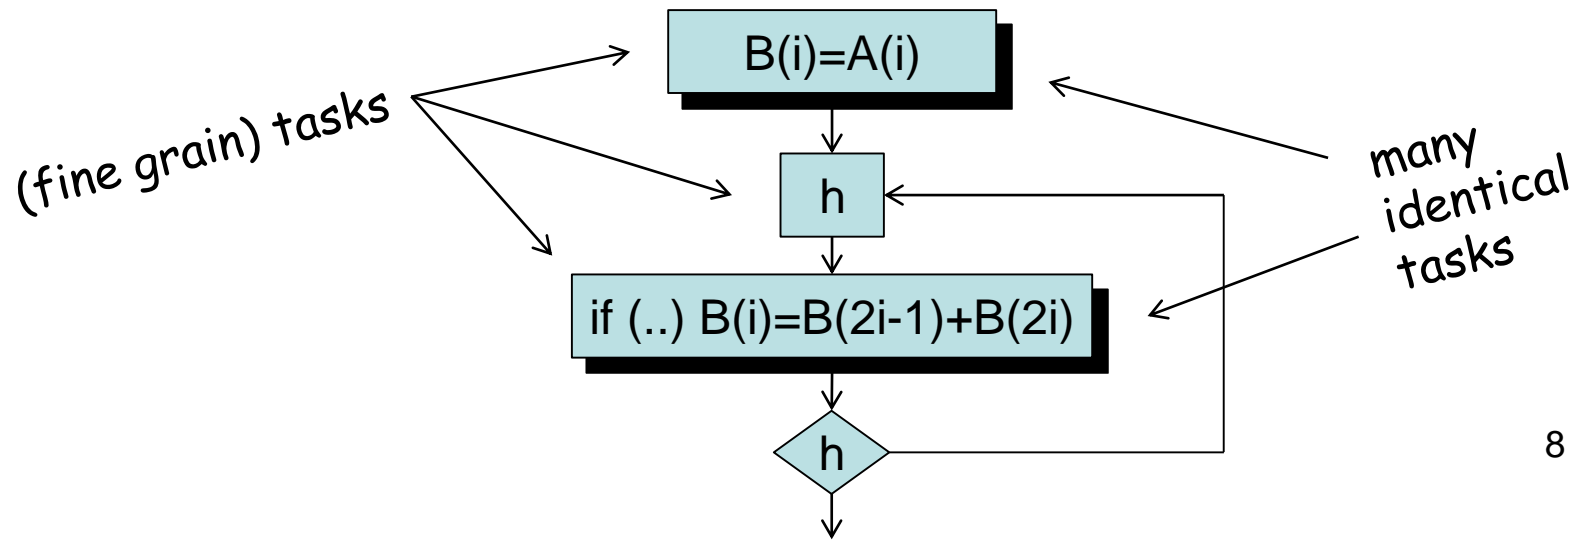 B(i)=A(i)
(fine grain) tasks
many
identical
tasks
h
if (..) B(i)=B(2i-1)+B(2i)
h
8